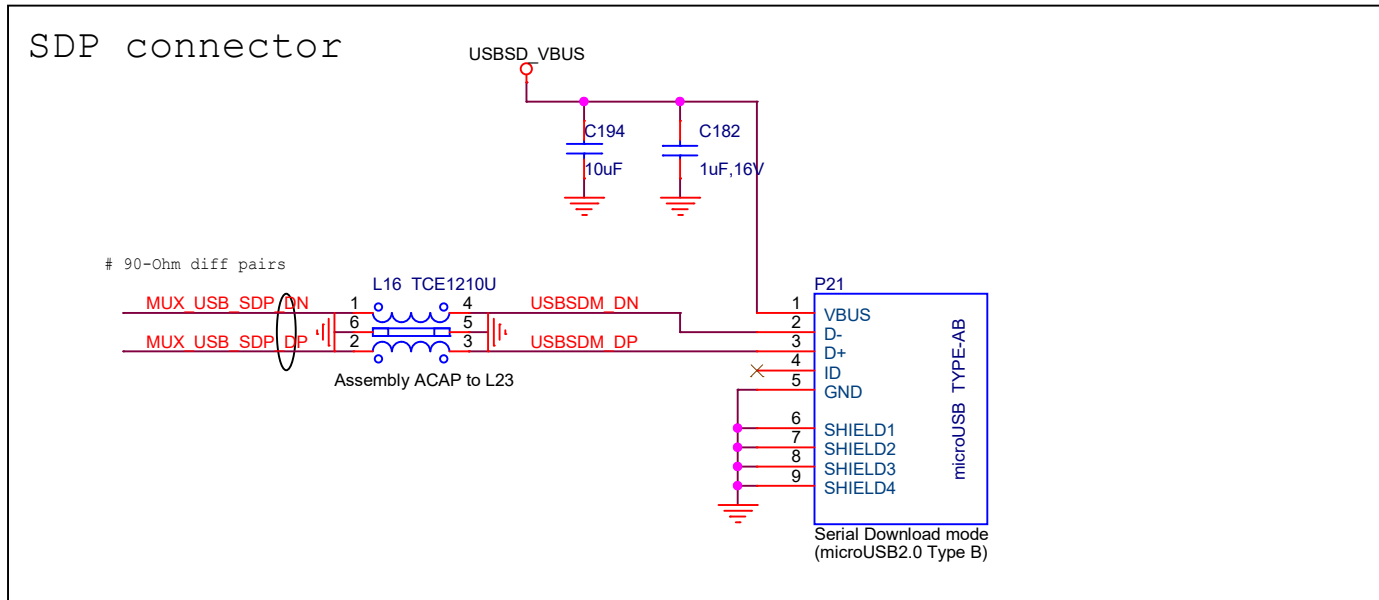 SDP connector
USBSD_VBUS
C194
10uF
C182
1uF,16V
# 90-Ohm diff pairs
L16 TCE1210U
P21
MUX_USB_SDP_DN
1
4
USBSDM_DN
6
5
MUX_USB_SDP_DP
2
3
USBSDM_DP
Assembly ACAP to L23
1
VBUS
2
D-
3
D+
4
ID
5
GND
6
SHIELD1
7
SHIELD2
8
SHIELD3
9
SHIELD4
microUSB TYPE-AB
Serial Download mode
(microUSB2.0 Type B)